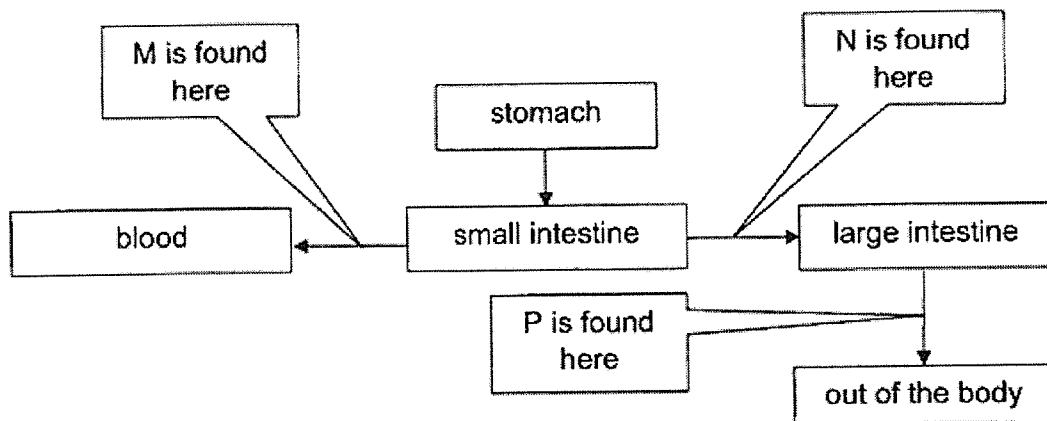 M is found
here
N is found
here
stomach
blood
small intestine
large intestine
P is found
here
out of the body